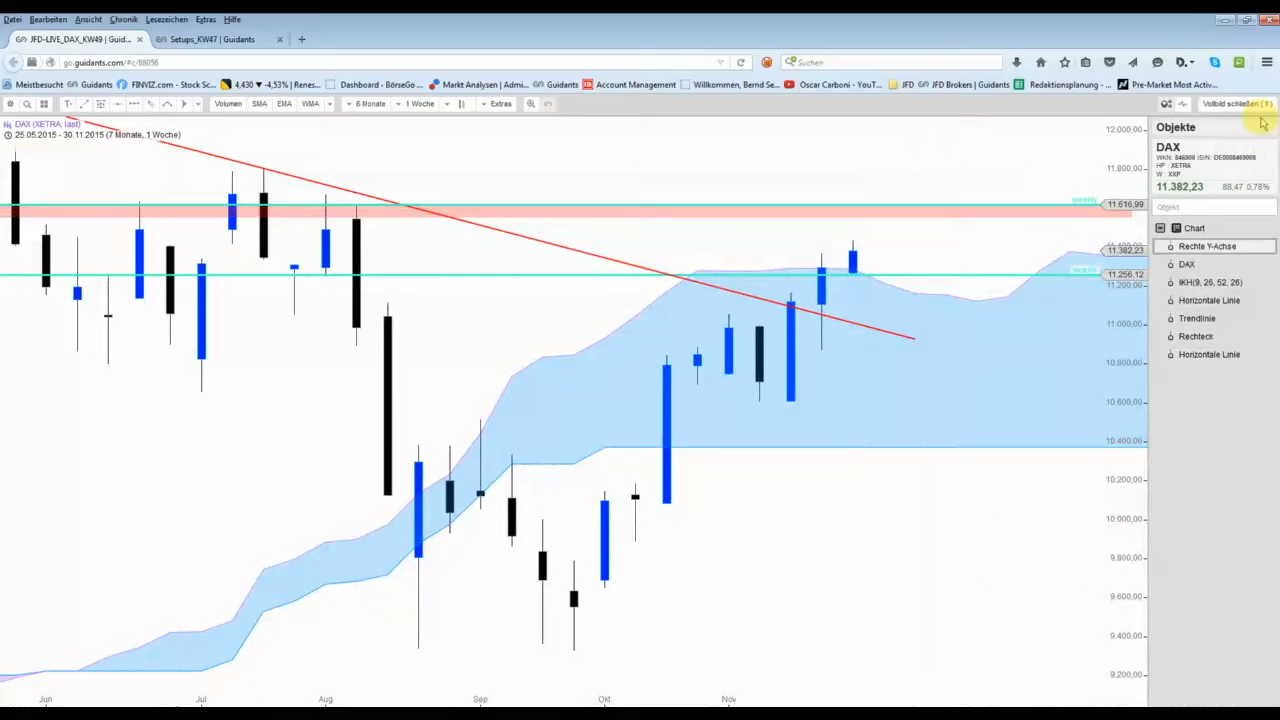 Datei Bearbeiten Ansicht Chronik Lesezeichen Extras Hilfe
JFD-LIVE_DAX_KW49 | Guid... × Setups_KW47 | Guidants × +
go.guidants.com/#c/88056 Suchen
Meistbesucht Guidants FINVIZ.com - Stock Sc... 4,430 ▼ -4,53% | Renes... Dashboard - BörseGo ... Markt Analysen | Admi... Guidants Account Management Willkommen, Bernd Se... Oscar Carboni - YouT... JFD JFD Brokers | Guidants Redaktionsplanung - ... Pre-Market Most Activ...
Volumen SMA EMA WMA 6 Monate 1 Woche Extras Vollbild schließen ( f )
DAX (XETRA, last)
25.05.2015 - 30.11.2015 (7 Monate, 1 Woche)
12.000,00
11.800,00
weekly 11.616,99
11.382,23
11.256,12
11.200,00
11.000,00
10.800,00
10.600,00
10.400,00
10.200,00
10.000,00
9.800,00
9.600,00
9.400,00
9.200,00
Jun Jul Aug Sep Okt Nov
Objekte
DAX
WKN: 846900 ISIN: DE0008469008
HP : XETRA
W : XXP
11.382,23 88,47 0,78%
Objekt
Chart
Rechte Y-Achse
DAX
IKH(9, 26, 52, 26)
Horizontale Linie
Trendlinie
Rechteck
Horizontale Linie